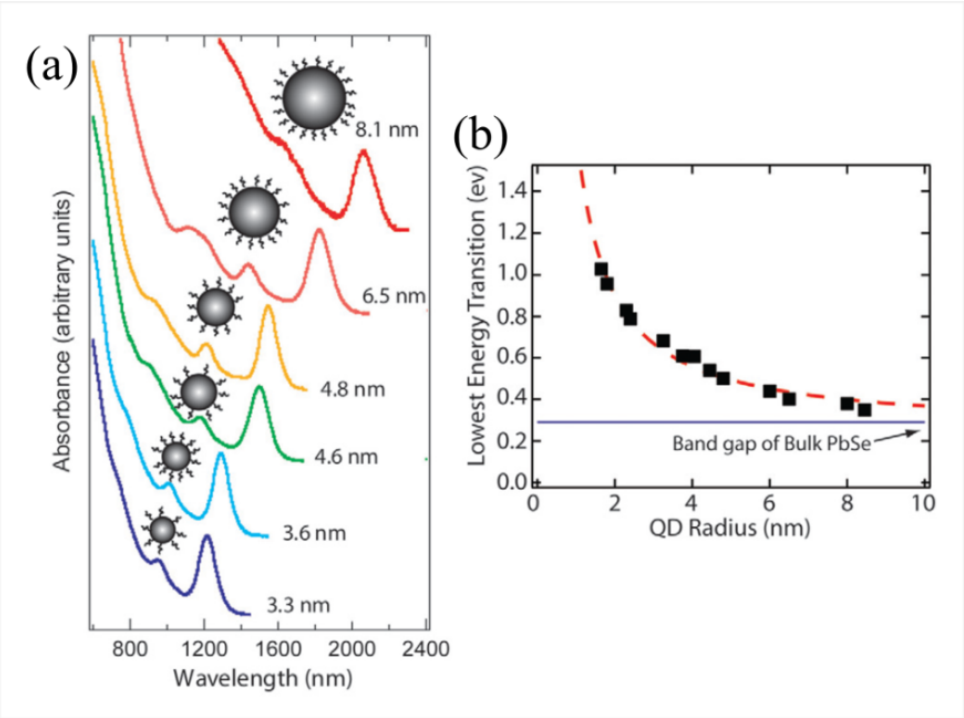 (a)
Absorbance (arbitrary units)
8.1 nm
6.5 nm
4.8 nm
4.6 nm
3.6 nm
3.3 nm
800 1200 1600 2000 2400
Wavelength (nm)
(b)
Lowest Energy Transition (ev)
1.4
1.2
1.0
0.8
0.6
0.4
0.2
0.0
Band gap of Bulk PbSe
0 2 4 6 8 10
QD Radius (nm)